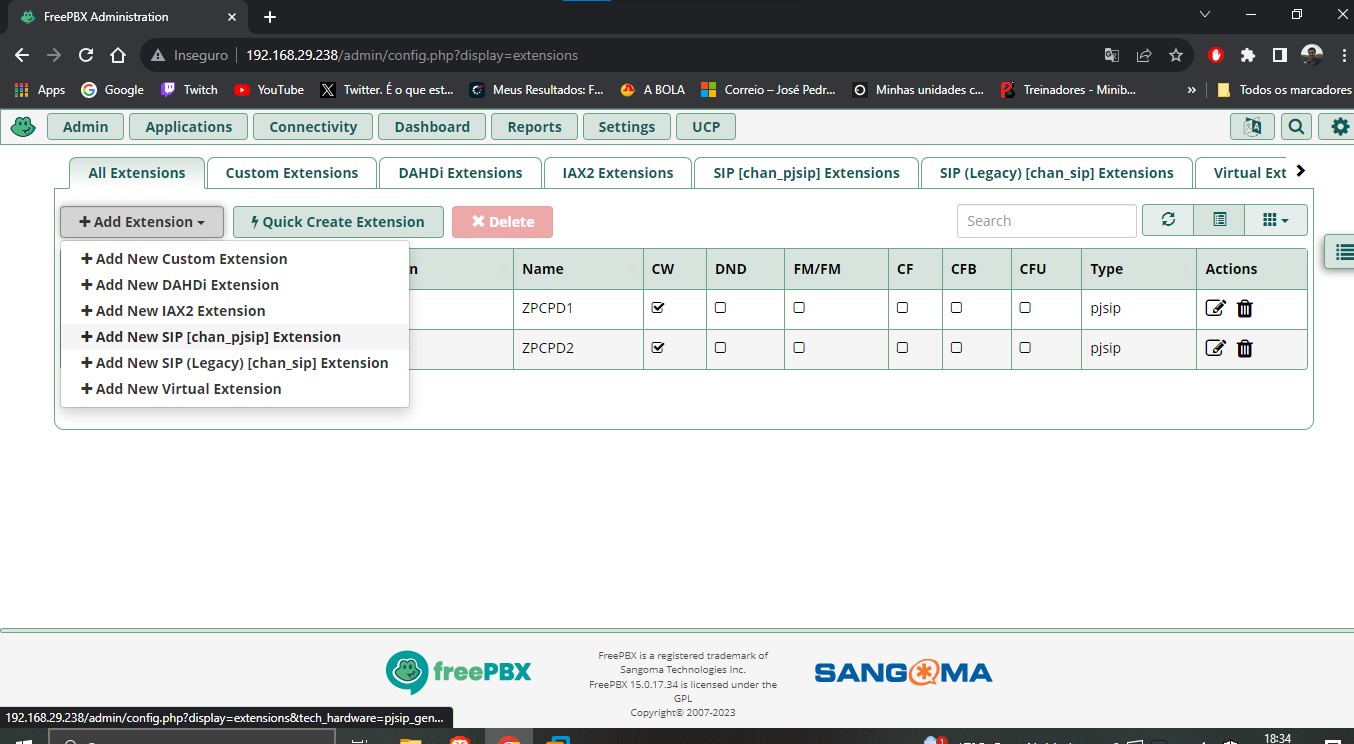 FreePBX Administration
Inseguro 192.168.29.238/admin/config.php?display=extensions
Apps Google Twitch YouTube Twitter. É o que est... Meus Resultados: F... A BOLA Correio – José Pedr... Minhas unidades c... Treinadores - Minib... » Todos os marcadores
Admin Applications Connectivity Dashboard Reports Settings UCP
All Extensions Custom Extensions DAHDi Extensions IAX2 Extensions SIP [chan_pjsip] Extensions SIP (Legacy) [chan_sip] Extensions Virtual Ext
Add Extension Quick Create Extension Delete Search
Add New Custom Extension
Add New DAHDi Extension
Add New IAX2 Extension
Add New SIP [chan_pjsip] Extension
Add New SIP (Legacy) [chan_sip] Extension
Add New Virtual Extension
n Name CW DND FM/FM CF CFB CFU Type Actions
ZPCPD1 pjsip
ZPCPD2 pjsip
freePBX
FreePBX is a registered trademark of
Sangoma Technologies Inc.
FreePBX 15.0.17.34 is licensed under the
GPL
Copyright© 2007-2023
SANGOMA
192.168.29.238/admin/config.php?display=extensions&tech_hardware=pjsip_gen...
18:34